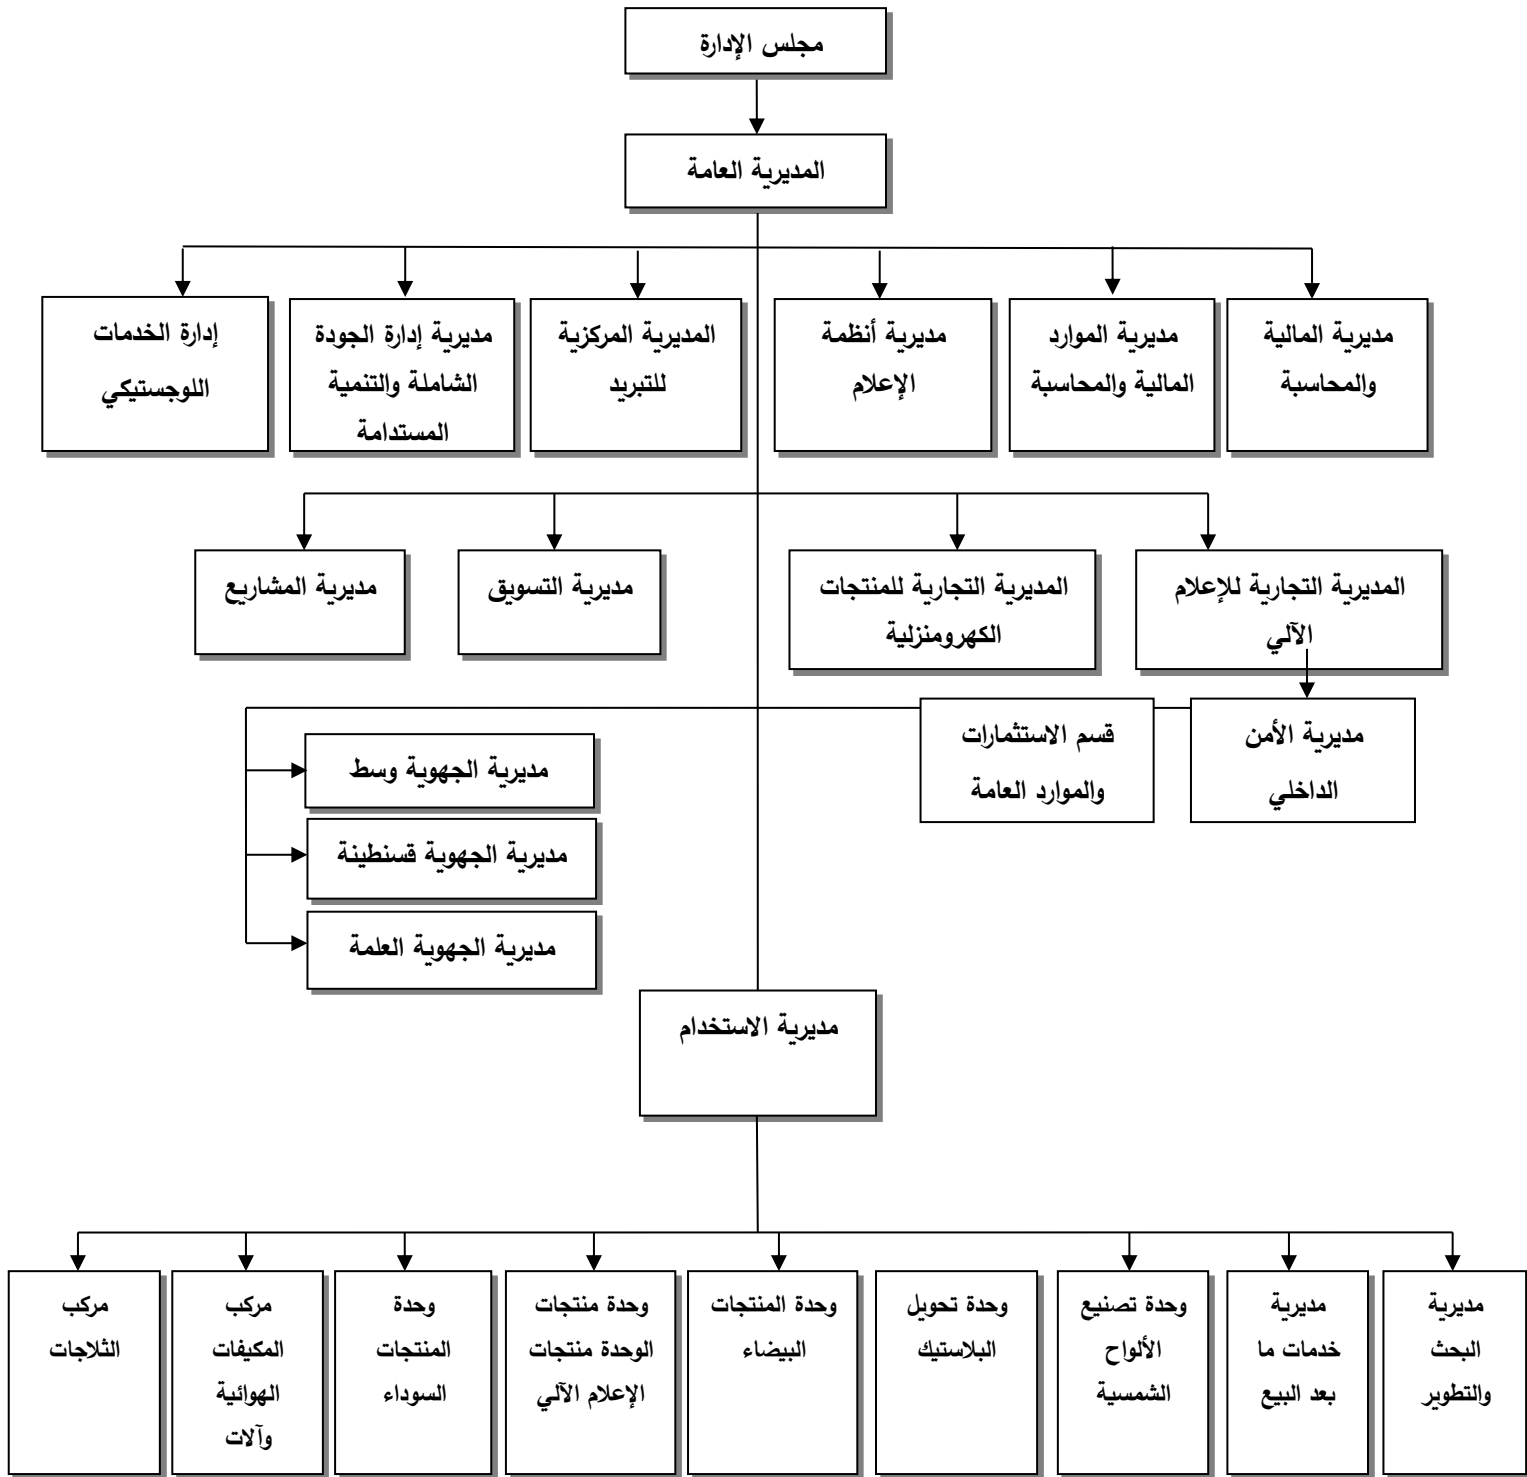 مجلس الإدارة
المديرية العامة
مديرية المالية
والمحاسبة
مديرية الموارد
المالية والمحاسبة
مديرية أنظمة
الإعلام
المديرية المركزية
للتبريد
مديرية إدارة الجودة
الشاملة والتنمية
المستدامة
إدارة الخدمات
اللوجستيكي
المديرية التجارية للإعلام
الآلي
المديرية التجارية للمنتجات
الكهرومنزلية
مديرية التسويق
مديرية المشاريع
مديرية الأمن
الداخلي
قسم الاستثمارات
والموارد العامة
مديرية الجهوية وسط
مديرية الجهوية قسنطينة
مديرية الجهوية العلمة
مديرية الاستخدام
مديرية
البحث
والتطوير
مديرية
خدمات ما
بعد البيع
وحدة تصنيع
الألواح
الشمسية
وحدة تحويل
البلاستيك
وحدة المنتجات
البيضاء
وحدة منتجات
الوحدة منتجات
الإعلام الآلي
وحدة
المنتجات
السوداء
مركب
المكيفات
الهوائية
وآلات
مركب
الثلاجات